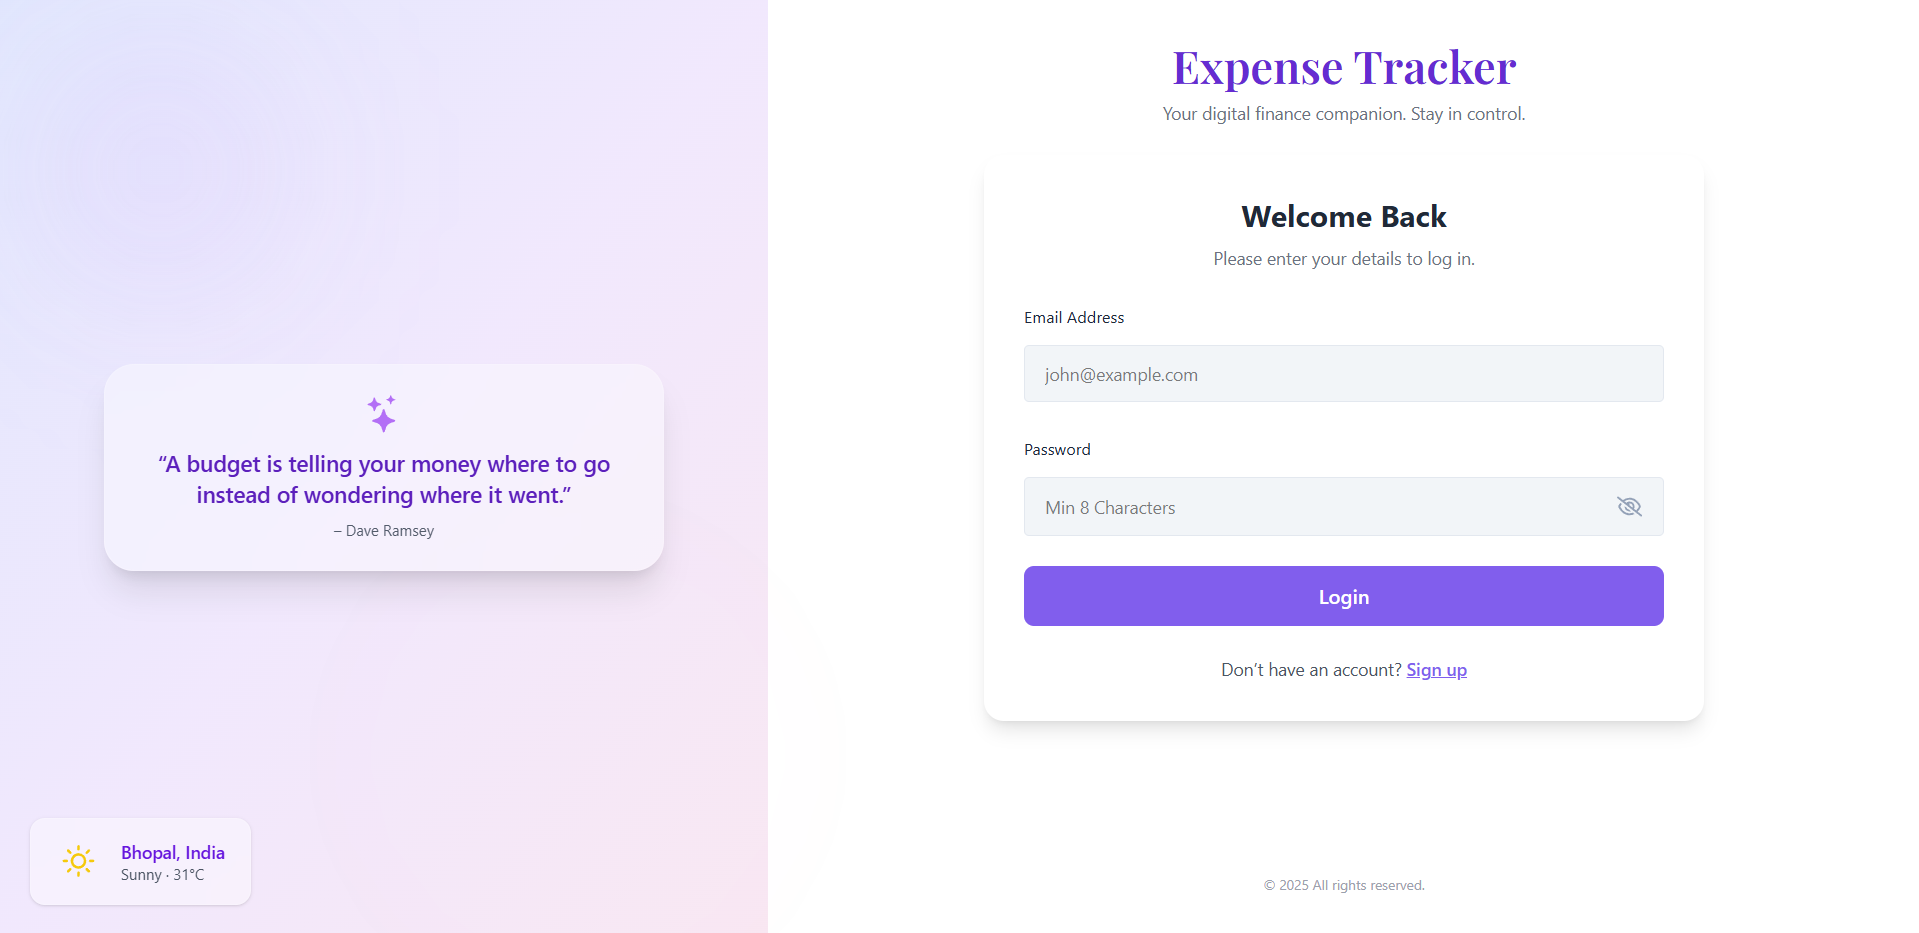 “A budget is telling your money where to go
instead of wondering where it went.”
– Dave Ramsey
Bhopal, India
Sunny · 31°C
Expense Tracker
Your digital finance companion. Stay in control.
Welcome Back
Please enter your details to log in.
Email Address
john@example.com
Password
Min 8 Characters
Login
Don’t have an account? Sign up
© 2025 All rights reserved.